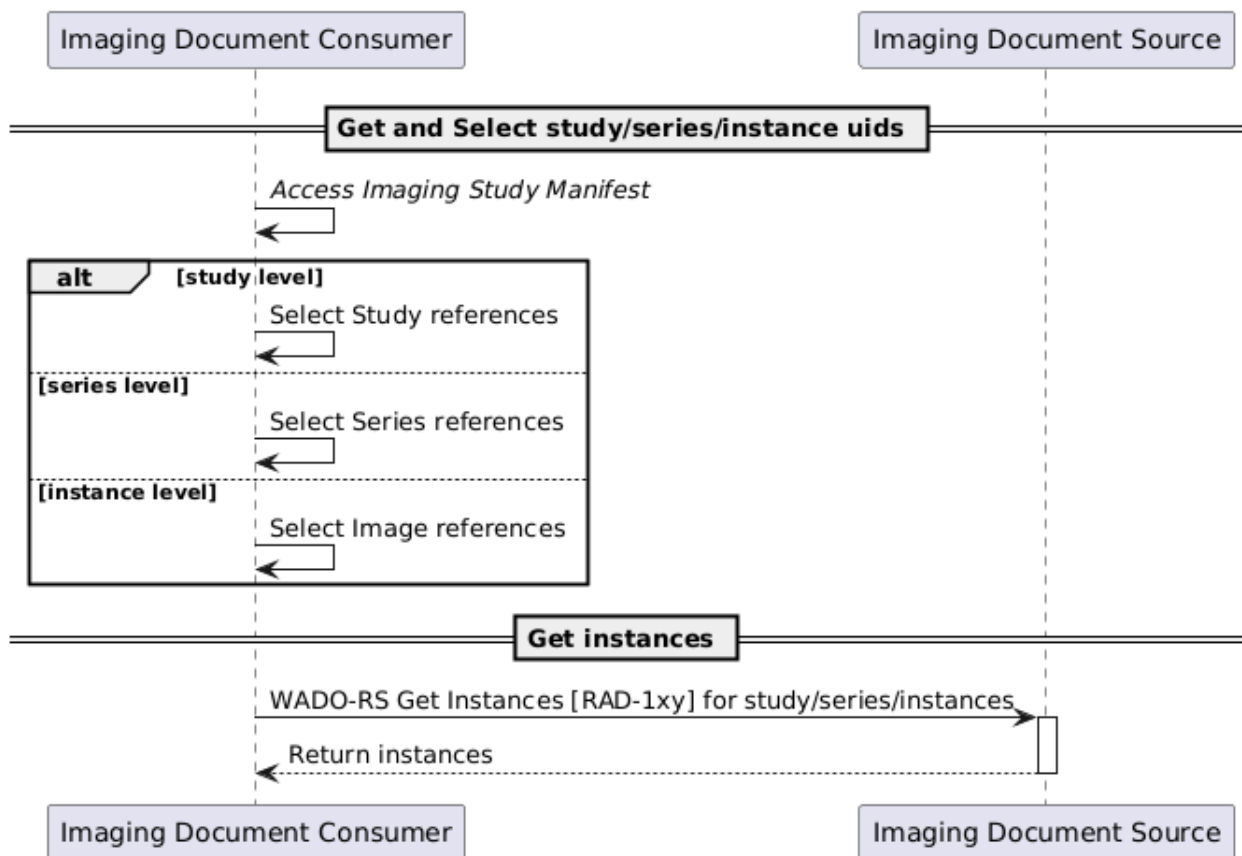 Imaging Document Consumer
Imaging Document Source
Get and Select study/series/instance uids
Access Imaging Study Manifest
alt
[study level]
Select Study references
[series level]
Select Series references
[instance level]
Select Image references
Get instances
WADO-RS Get Instances [RAD-1xy] for study/series/instances
Return instances
Imaging Document Consumer
Imaging Document Source